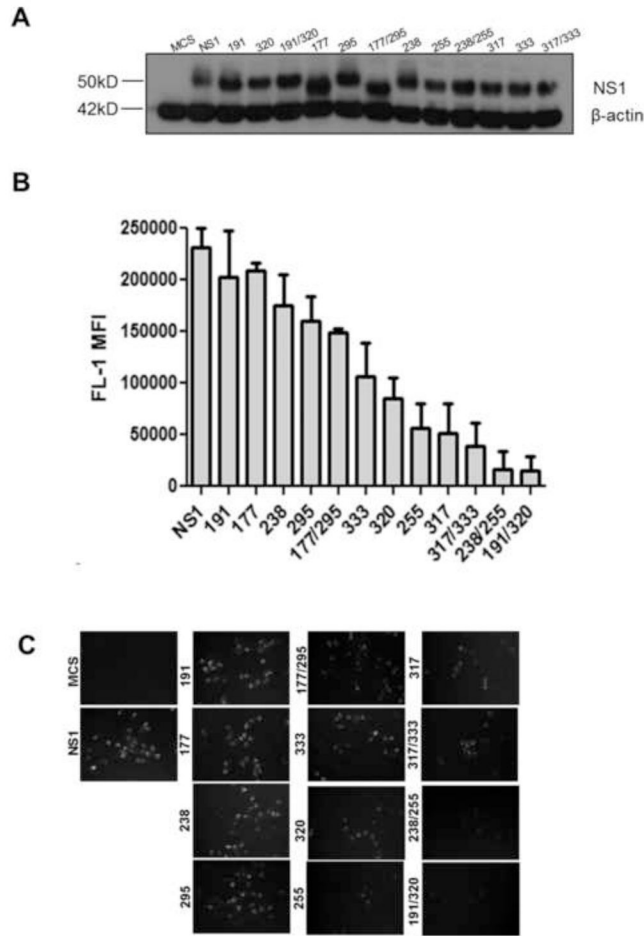 A
MCS NS1 191 320 191/320 177 295 177/295 238 255 238/255 317 333 317/333
50kD NS1
42kD β-actin
B
FL-1 MFI
250000
200000
150000
100000
50000
0
NS1 191 177 238 295 177/295 333 320 255 317 317/333 238/255 191/320
C
MCS 191 177/295 317
NS1 177 333 317/333
238 320 238/255
295 255 191/320